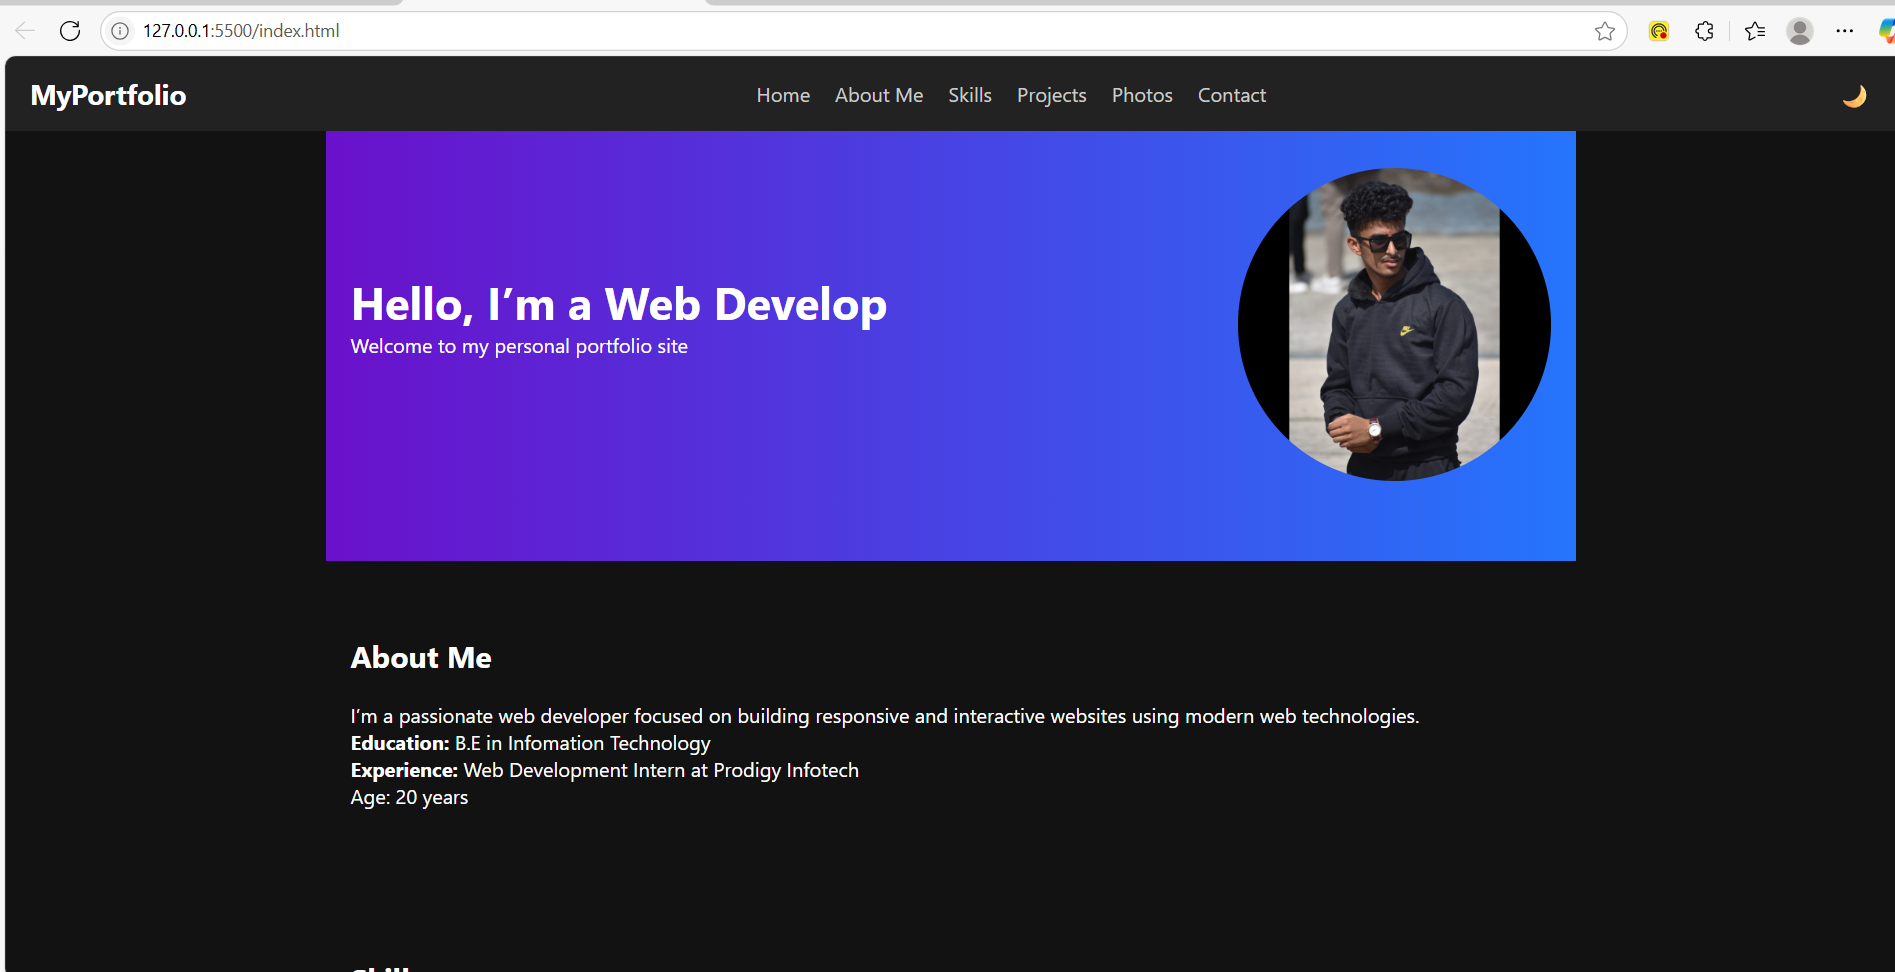 127.0.0.1:5500/index.html
MyPortfolio
Home About Me Skills Projects Photos Contact
Hello, I’m a Web Develop
Welcome to my personal portfolio site
About Me
I’m a passionate web developer focused on building responsive and interactive websites using modern web technologies.
Education: B.E in Infomation Technology
Experience: Web Development Intern at Prodigy Infotech
Age: 20 years